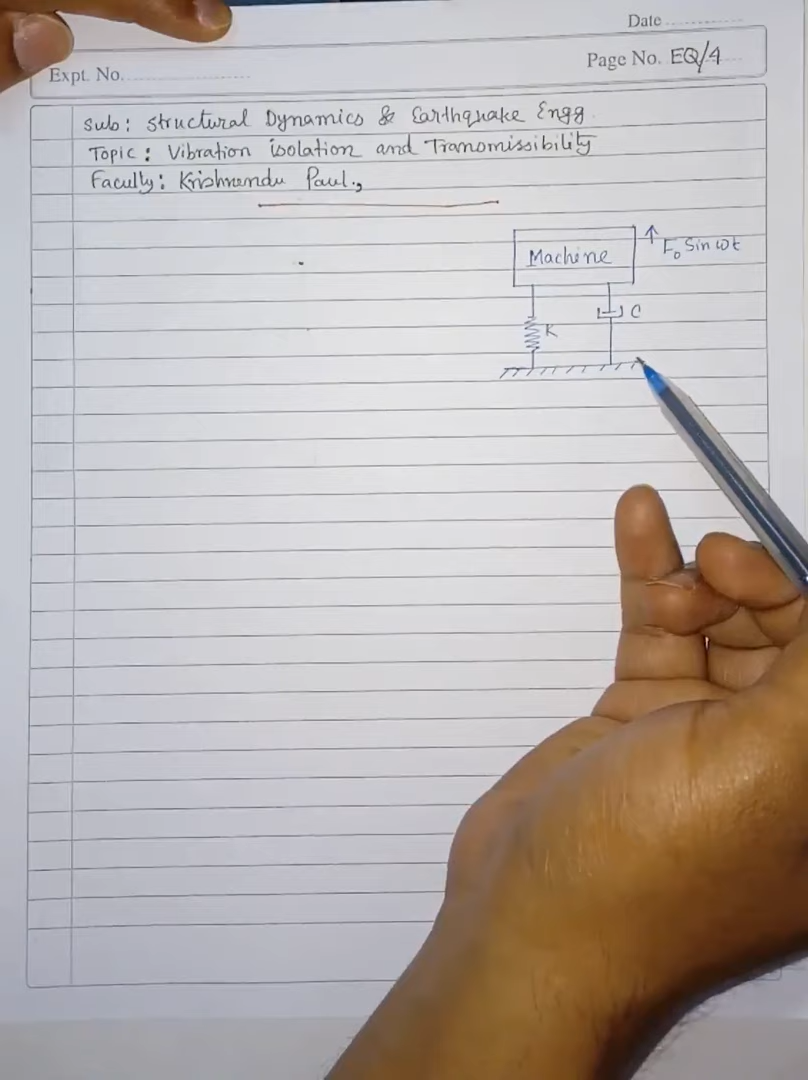 Date
Expt. No.
Page No. EQ/4
Sub: Structural Dynamics & Earthquake Engg.
Topic: Vibration isolation and Transmissibility
Faculty: Krishnendu Paul.,
Machine
F₀ Sin ωt
K
C